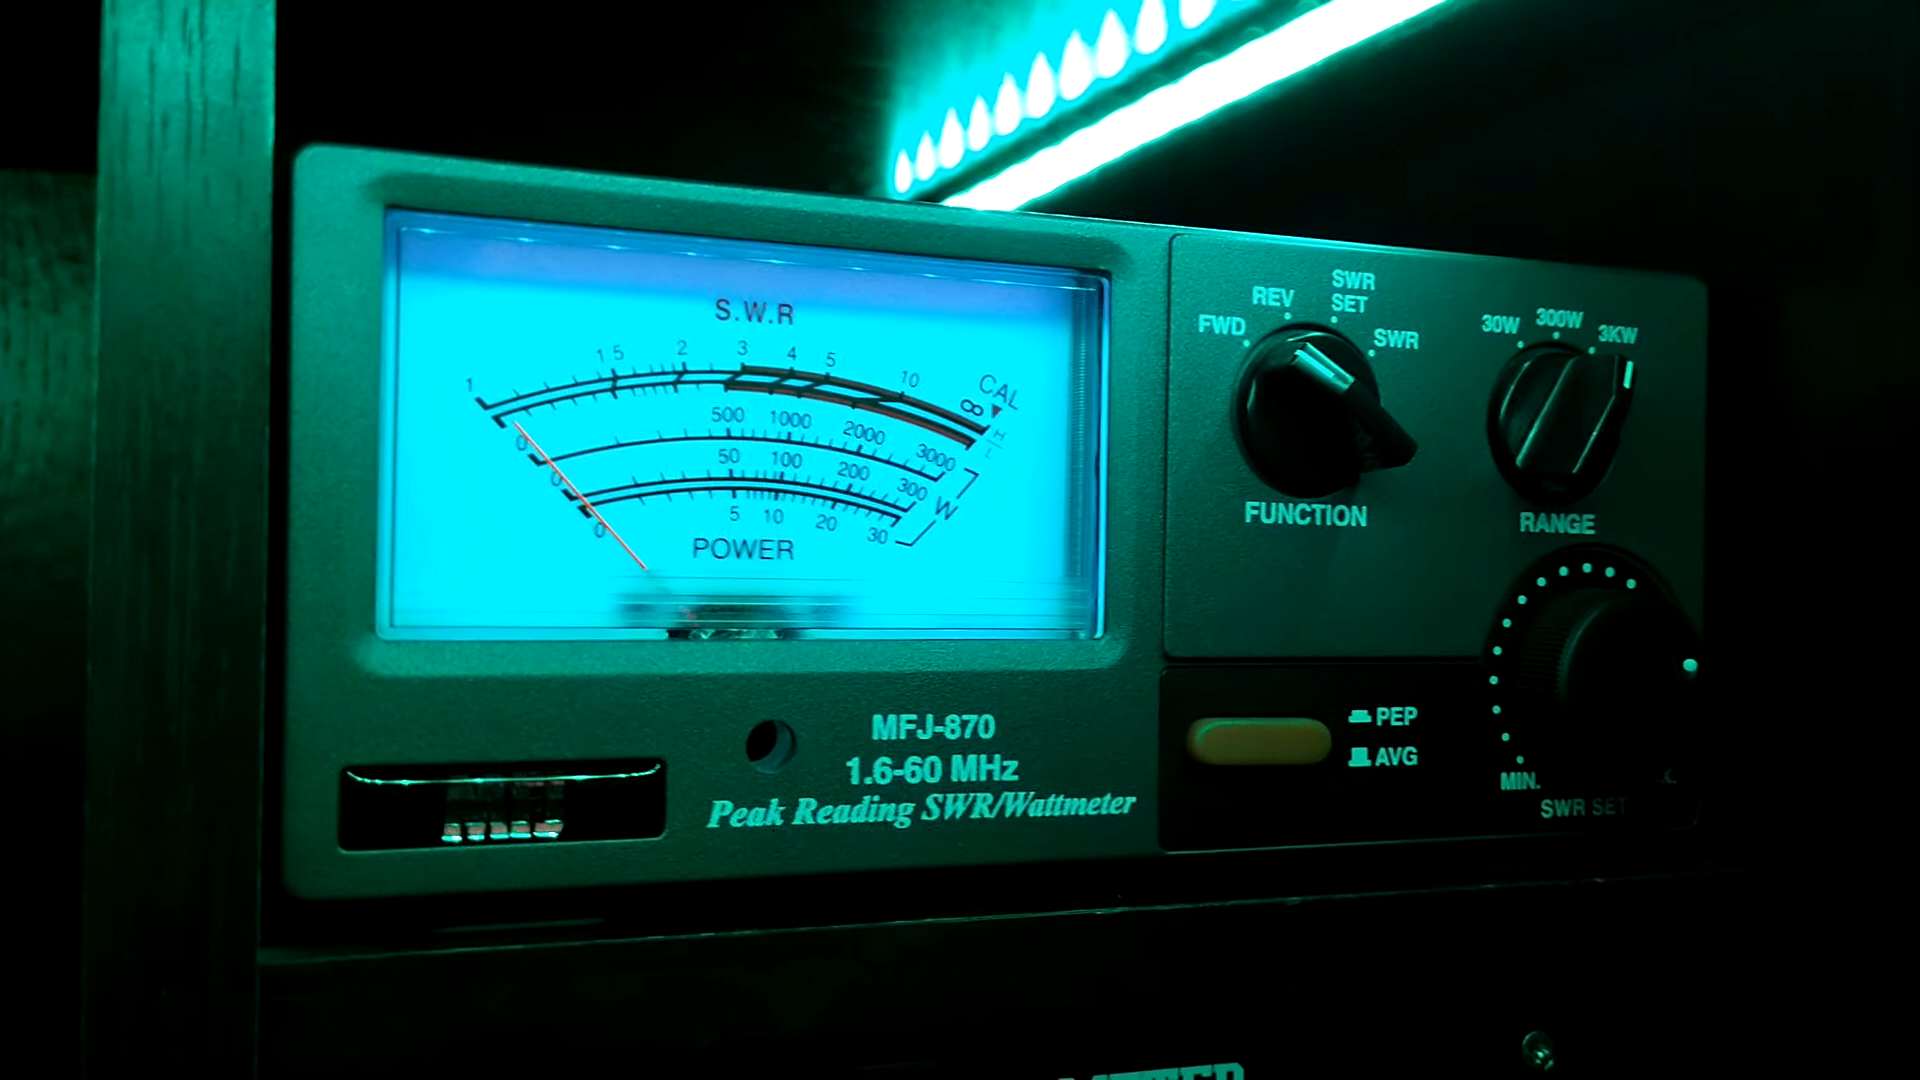 S.W.R
1 1.5 2 3 4 5 10 ∞
CAL
H
L
0 500 1000 2000 3000
0 50 100 200 300
W
0 5 10 20 30
POWER
MFJ-870
1.6-60 MHz
Peak Reading SWR/Wattmeter
FWD REV SWR SET SWR
FUNCTION
30W 300W 3KW
RANGE
PEP
AVG
MIN.
SWR SET